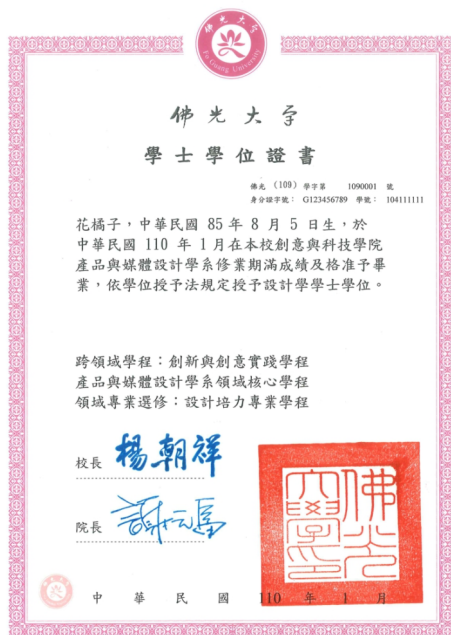 佛光大學
Fo Guang University
佛光大学
學士學位證書
佛光 (109) 學字第 1090001 號
身分證字號： G123456789 學號： 104111111
花橘子，中華民國 85 年 8 月 5 日生，於
中華民國 110 年 1 月在本校創意與科技學院
產品與媒體設計學系修業期滿成績及格准予畢
業，依學位授予法規定授予設計學學士學位。
跨領域學程：創新與創意實踐學程
產品與媒體設計學系領域核心學程
領域專業選修：設計培力專業學程
校長 楊朝祥
院長
佛光大學印
中華民國 110 年 1 月